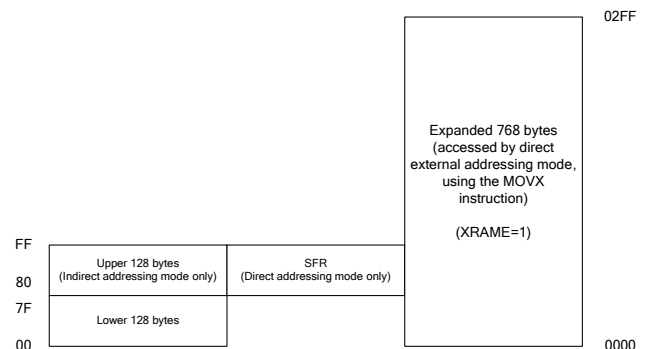 02FF
Expanded 768 bytes
(accessed by direct
external addressing mode,
using the MOVX
instruction)
(XRAME=1)
FF
Upper 128 bytes
(Indirect addressing mode only)
SFR
(Direct addressing mode only)
80
7F
Lower 128 bytes
00
0000